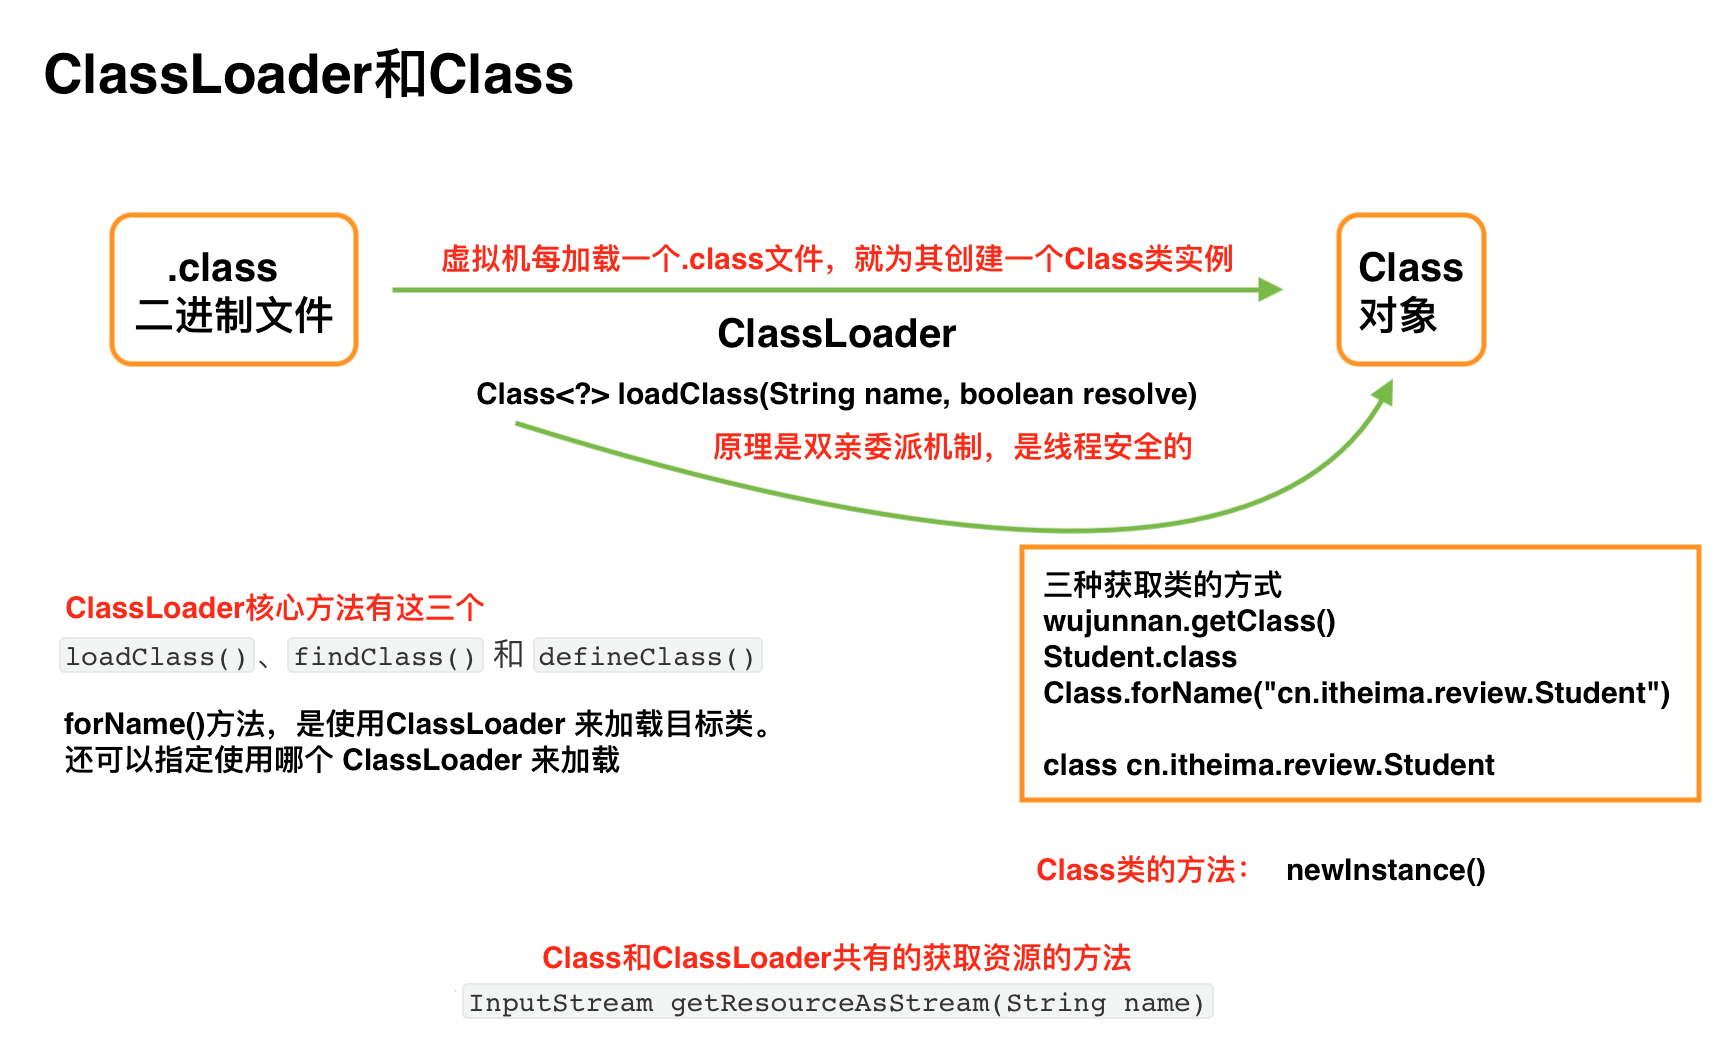 ClassLoader和Class
.class
二进制文件
虚拟机每加载一个.class文件，就为其创建一个Class类实例
Class
对象
ClassLoader
Class<?> loadClass(String name, boolean resolve)
原理是双亲委派机制，是线程安全的
ClassLoader核心方法有这三个
loadClass()、findClass() 和 defineClass()
forName()方法，是使用ClassLoader 来加载目标类。
还可以指定使用哪个 ClassLoader 来加载
三种获取类的方式
wujunnan.getClass()
Student.class
Class.forName("cn.itheima.review.Student")
class cn.itheima.review.Student
Class类的方法： newInstance()
Class和ClassLoader共有的获取资源的方法
InputStream getResourceAsStream(String name)